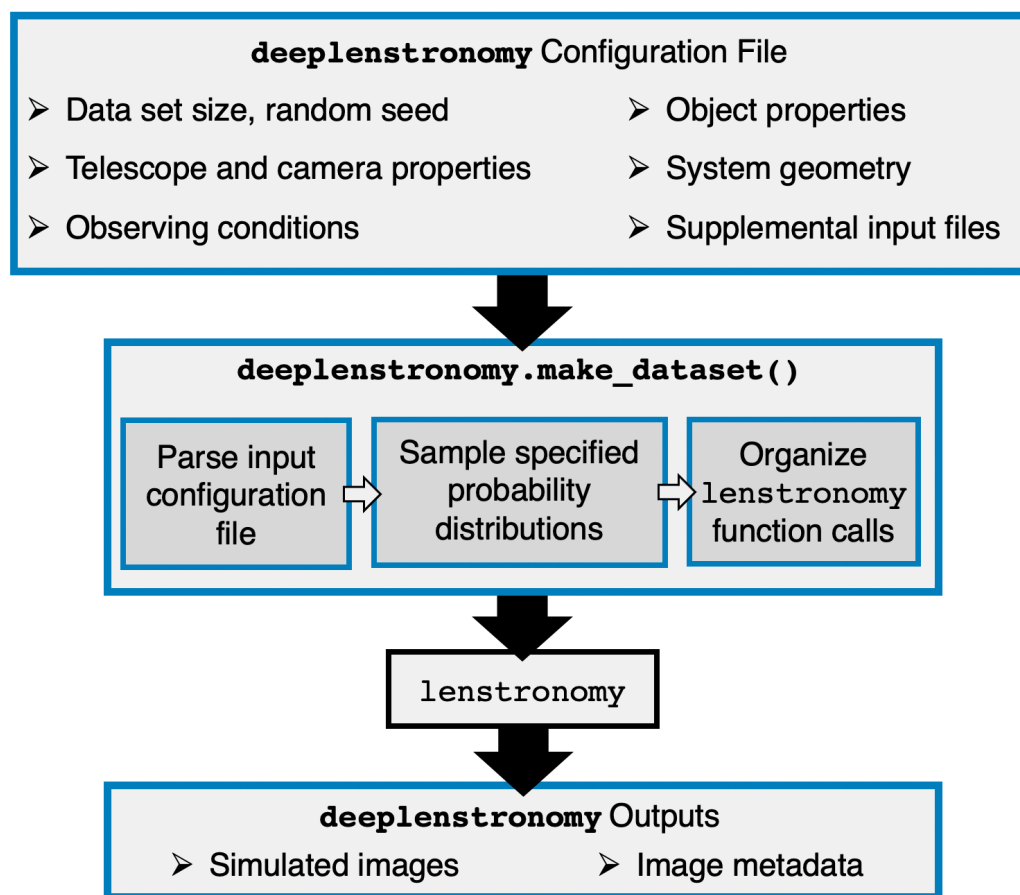 deeplenstronomy Configuration File
➢ Data set size, random seed
➢ Telescope and camera properties
➢ Observing conditions
➢ Object properties
➢ System geometry
➢ Supplemental input files
deeplenstronomy.make_dataset()
Parse input
configuration
file
Sample specified
probability
distributions
Organize
lenstronomy
function calls
lenstronomy
deeplenstronomy Outputs
➢ Simulated images
➢ Image metadata